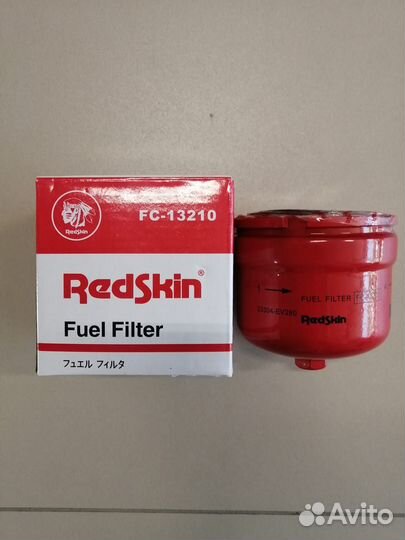 RedSkin
FC-13210
RedSkin®
Fuel Filter
フュエル フィルタ
FUEL FILTER
RedSkin
Avito